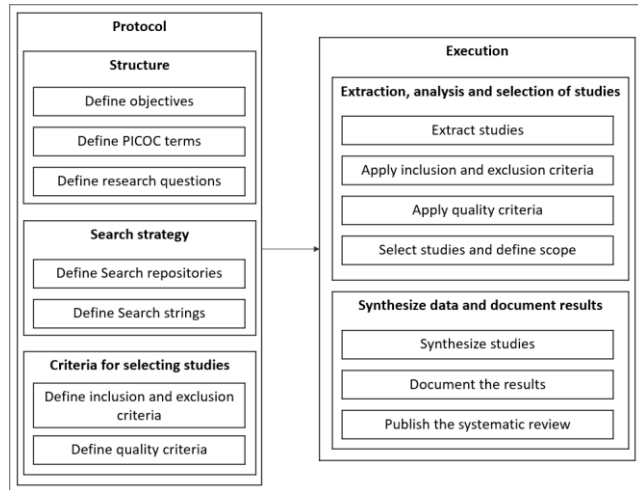 Protocol
Structure
Define objectives
Define PICOC terms
Define research questions
Search strategy
Define Search repositories
Define Search strings
Criteria for selecting studies
Define inclusion and exclusion
criteria
Define quality criteria
Execution
Extraction, analysis and selection of studies
Extract studies
Apply inclusion and exclusion criteria
Apply quality criteria
Select studies and define scope
Synthesize data and document results
Synthesize studies
Document the results
Publish the systematic review